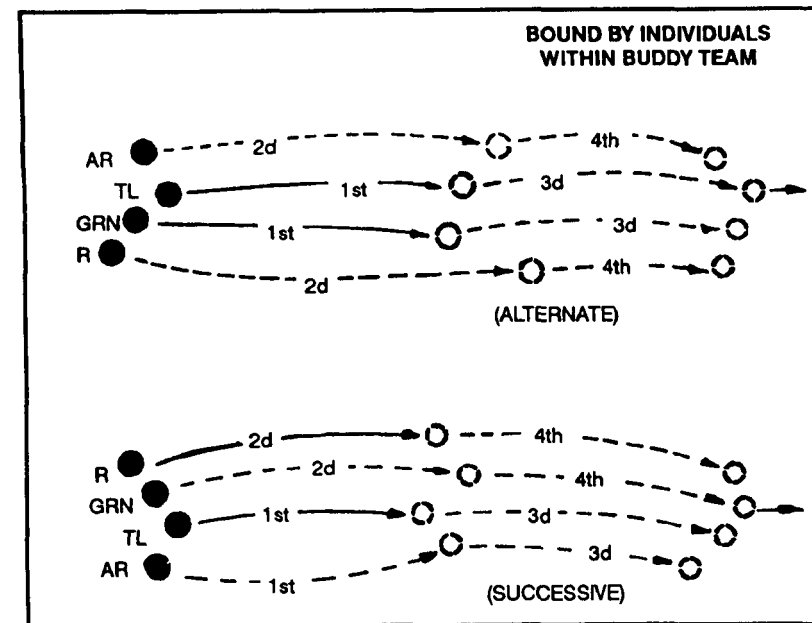 BOUND BY INDIVIDUALS
WITHIN BUDDY TEAM
AR
2d
4th
TL
1st
3d
GRN
1st
3d
R
2d
4th
(ALTERNATE)
R
2d
4th
GRN
2d
4th
TL
1st
3d
AR
1st
3d
(SUCCESSIVE)